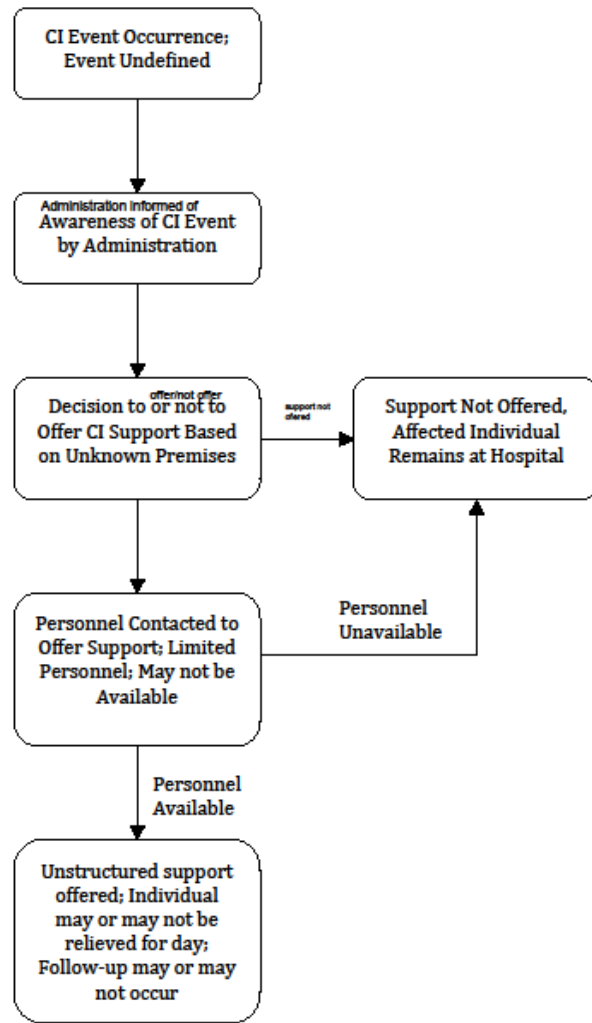 CI Event Occurrence;
Event Undefined
Administration Informed of
Awareness of CI Event
by Administration
offer/not offer
Decision to or not to
Offer CI Support Based
on Unknown Premises
support not
ofered
Support Not Offered,
Affected Individual
Remains at Hospital
Personnel Contacted to
Offer Support; Limited
Personnel; May not be
Available
Personnel
Unavailable
Personnel
Available
Unstructured support
offered; Individual
may or may not be
relieved for day;
Follow-up may or may
not occur